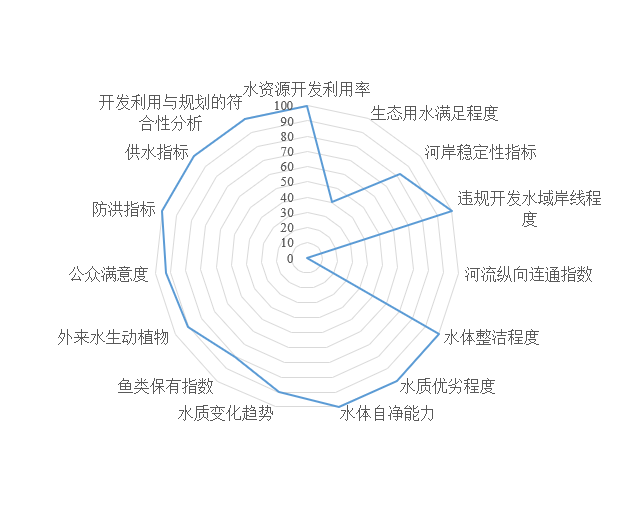 水资源开发利用率
生态用水满足程度
河岸稳定性指标
违规开发水域岸线程
度
河流纵向连通指数
水体整洁程度
水质优劣程度
水体自净能力
水质变化趋势
鱼类保有指数
外来水生动植物
公众满意度
防洪指标
供水指标
开发利用与规划的符
合性分析
100
90
80
70
60
50
40
30
20
10
0